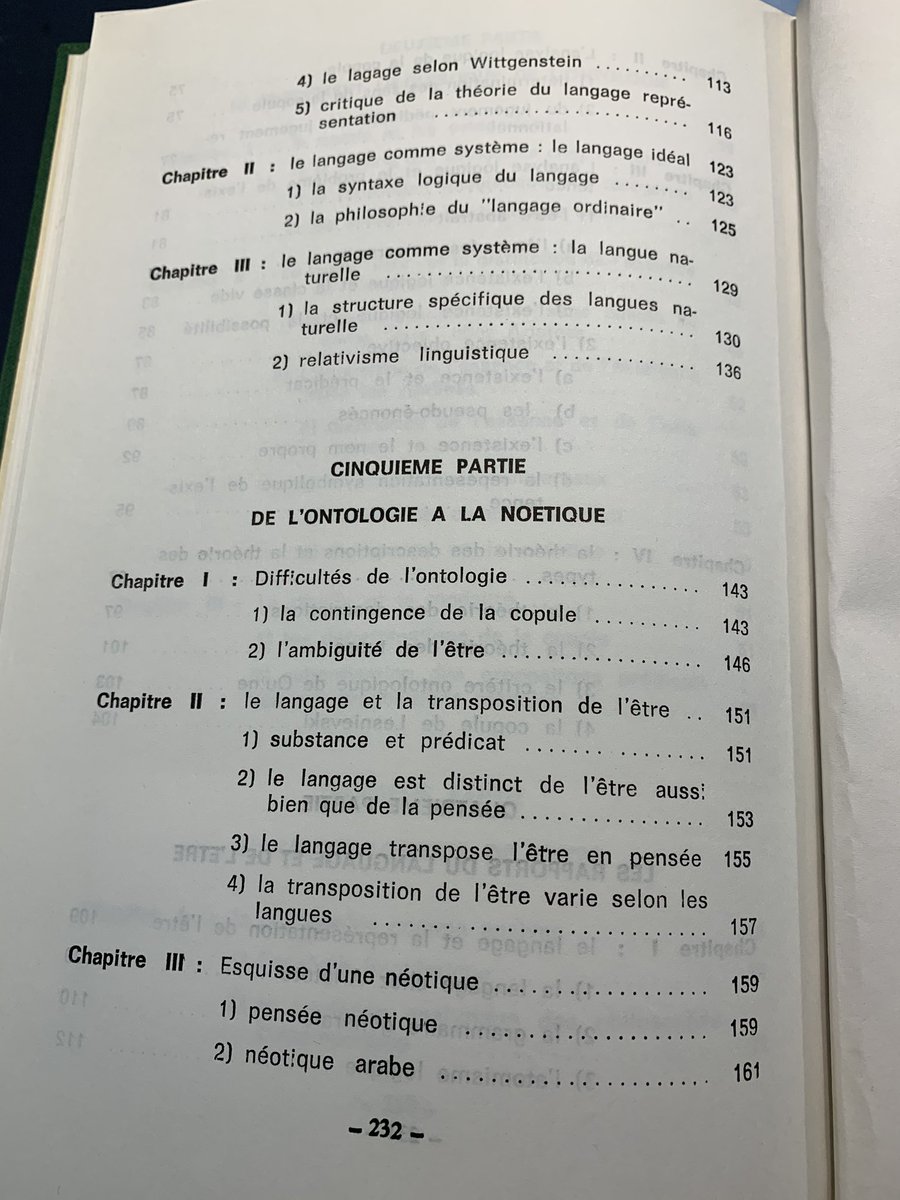 4) le lagage selon Wittgenstein .......... 113
5) critique de la théorie du langage repré-
sentation ......................... 116
Chapitre II : le langage comme système : le langage idéal 123
1) la syntaxe logique du langage ........ 123
2) la philosophie du "langage ordinaire" .. 125
Chapitre III : le langage comme système : la langue na-
turelle ............................. 129
1) la structure spécifique des langues na-
turelle ............................. 130
2) relativisme linguistique ............. 136
CINQUIEME PARTIE
DE L'ONTOLOGIE A LA NOETIQUE
Chapitre I : Difficultés de l'ontologie ............... 143
1) la contingence de la copule .......... 143
2) l'ambiguité de l'être ................. 146
Chapitre II : le langage et la transposition de l'être .. 151
1) substance et prédicat ............... 151
2) le langage est distinct de l'être aussi
bien que de la pensée ................. 153
3) le langage transpose l'être en pensée 155
4) la transposition de l'être varie selon les
langues ............................. 157
Chapitre III : Esquisse d'une néotique .................. 159
1) pensée néotique .................... 159
2) néotique arabe ...................... 161
– 232 –